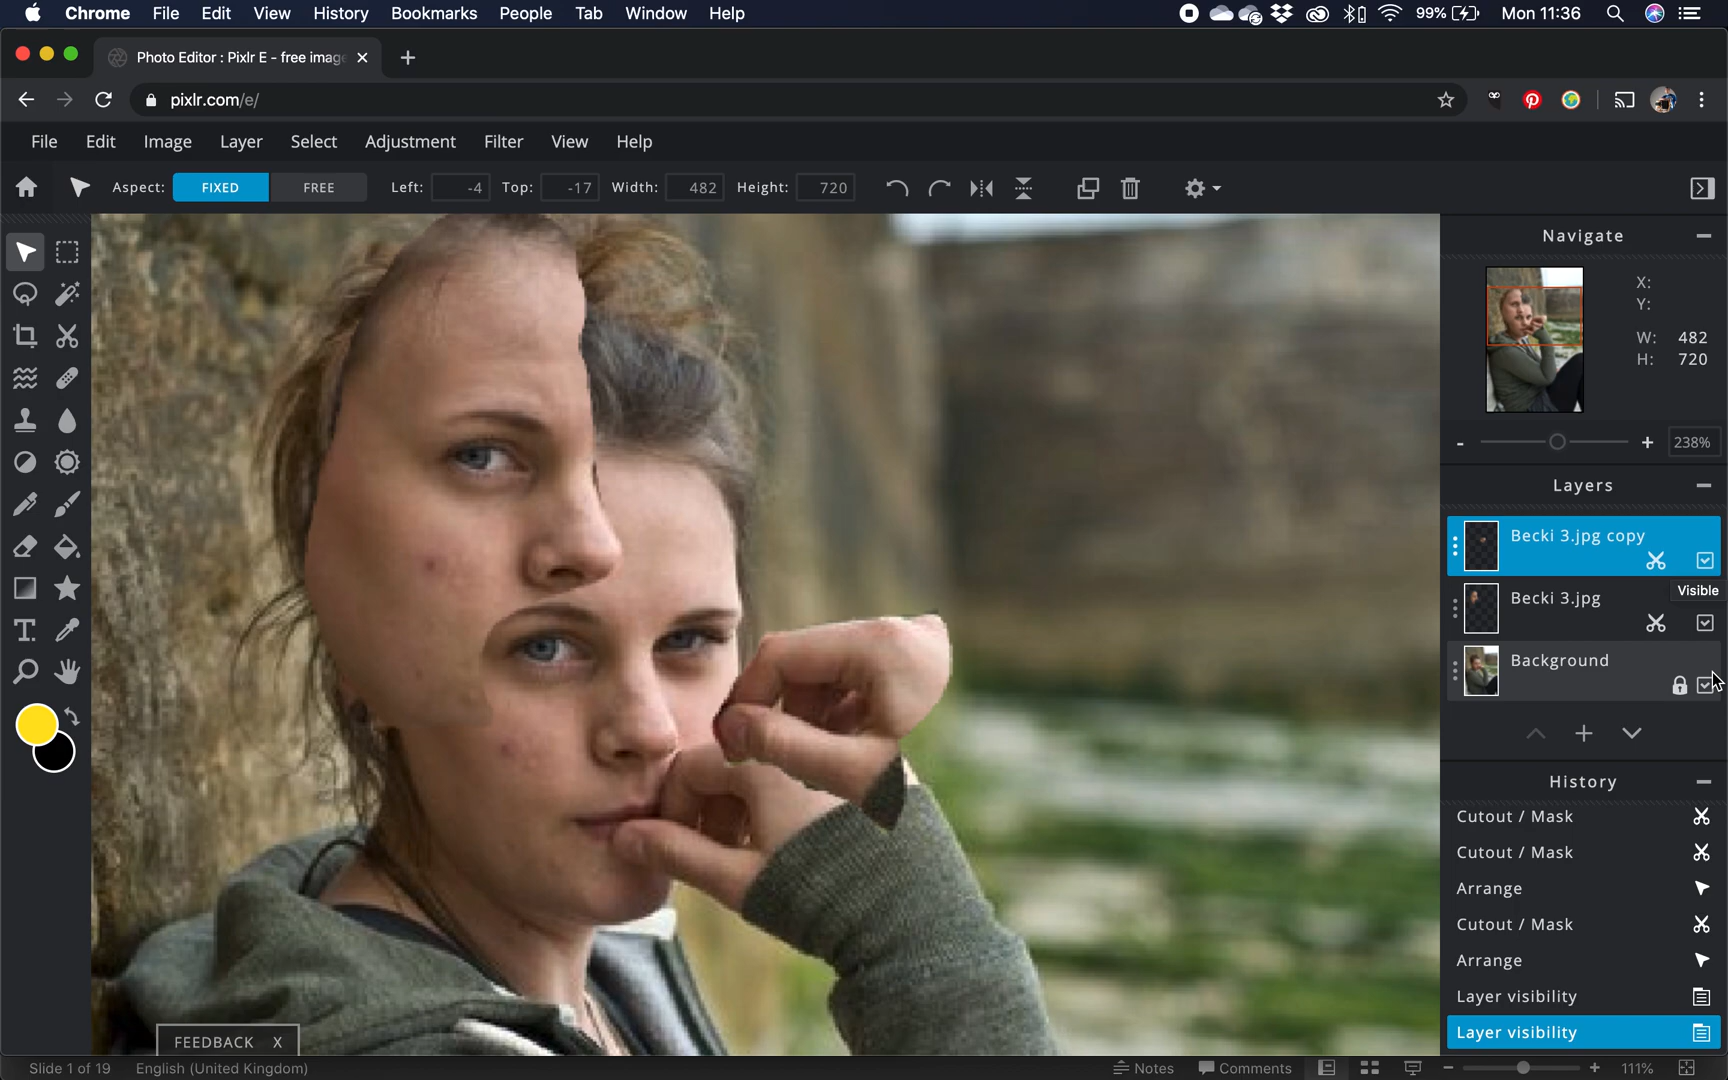 Chrome File Edit View History Bookmarks People Tab Window Help 99% Mon 11:36
Photo Editor : Pixlr E - free image
pixlr.com/e/
File Edit Image Layer Select Adjustment Filter View Help
Aspect: FIXED FREE Left: -4 Top: -17 Width: 482 Height: 720
Navigate
X:
Y:
W: 482
H: 720
- + 238%
Layers
Becki 3.jpg copy
Visible
Becki 3.jpg
Background
History
Cutout / Mask
Cutout / Mask
Arrange
Cutout / Mask
Arrange
Layer visibility
Layer visibility
FEEDBACK X
Slide 1 of 19 English (United Kingdom) Notes Comments - + 111%